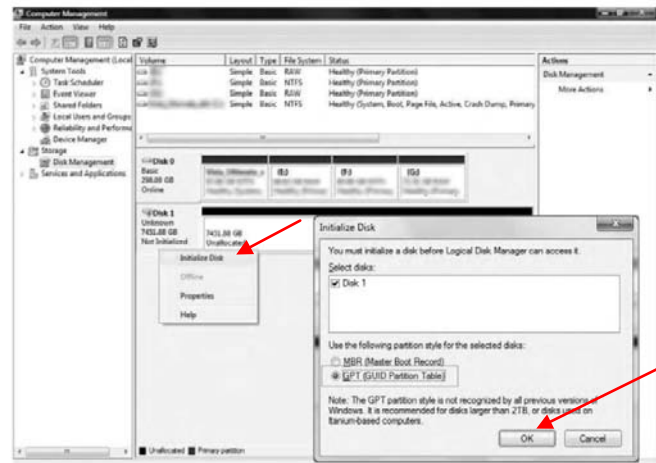 Computer Management
File Action View Help
Computer Management (Local
System Tools
Task Scheduler
Event Viewer
Shared Folders
Local Users and Groups
Reliability and Performa
Device Manager
Storage
Disk Management
Services and Applications
Volume Layout Type File System Status
Simple Basic RAW Healthy (Primary Partition)
Simple Basic NTFS Healthy (Primary Partition)
Simple Basic RAW Healthy (Primary Partition)
Simple Basic NTFS Healthy (System, Boot, Page File, Active, Crash Dump, Primary
Actions
Disk Management
More Actions
Disk 0
Basic
298.08 GB
Online
Disk 1
Unknown
7451.88 GB
Not Initialized
7451.88 GB
Unallocated
Initialize Disk
Offline
Properties
Help
Initialize Disk
You must initialize a disk before Logical Disk Manager can access it.
Select disks:
Disk 1
Use the following partition style for the selected disks:
MBR (Master Boot Record)
GPT (GUID Partition Table)
Note: The GPT partition style is not recognized by all previous versions of
Windows. It is recommended for disks larger than 2TB, or disks used on
Itanium-based computers.
OK Cancel
Unallocated Primary partition